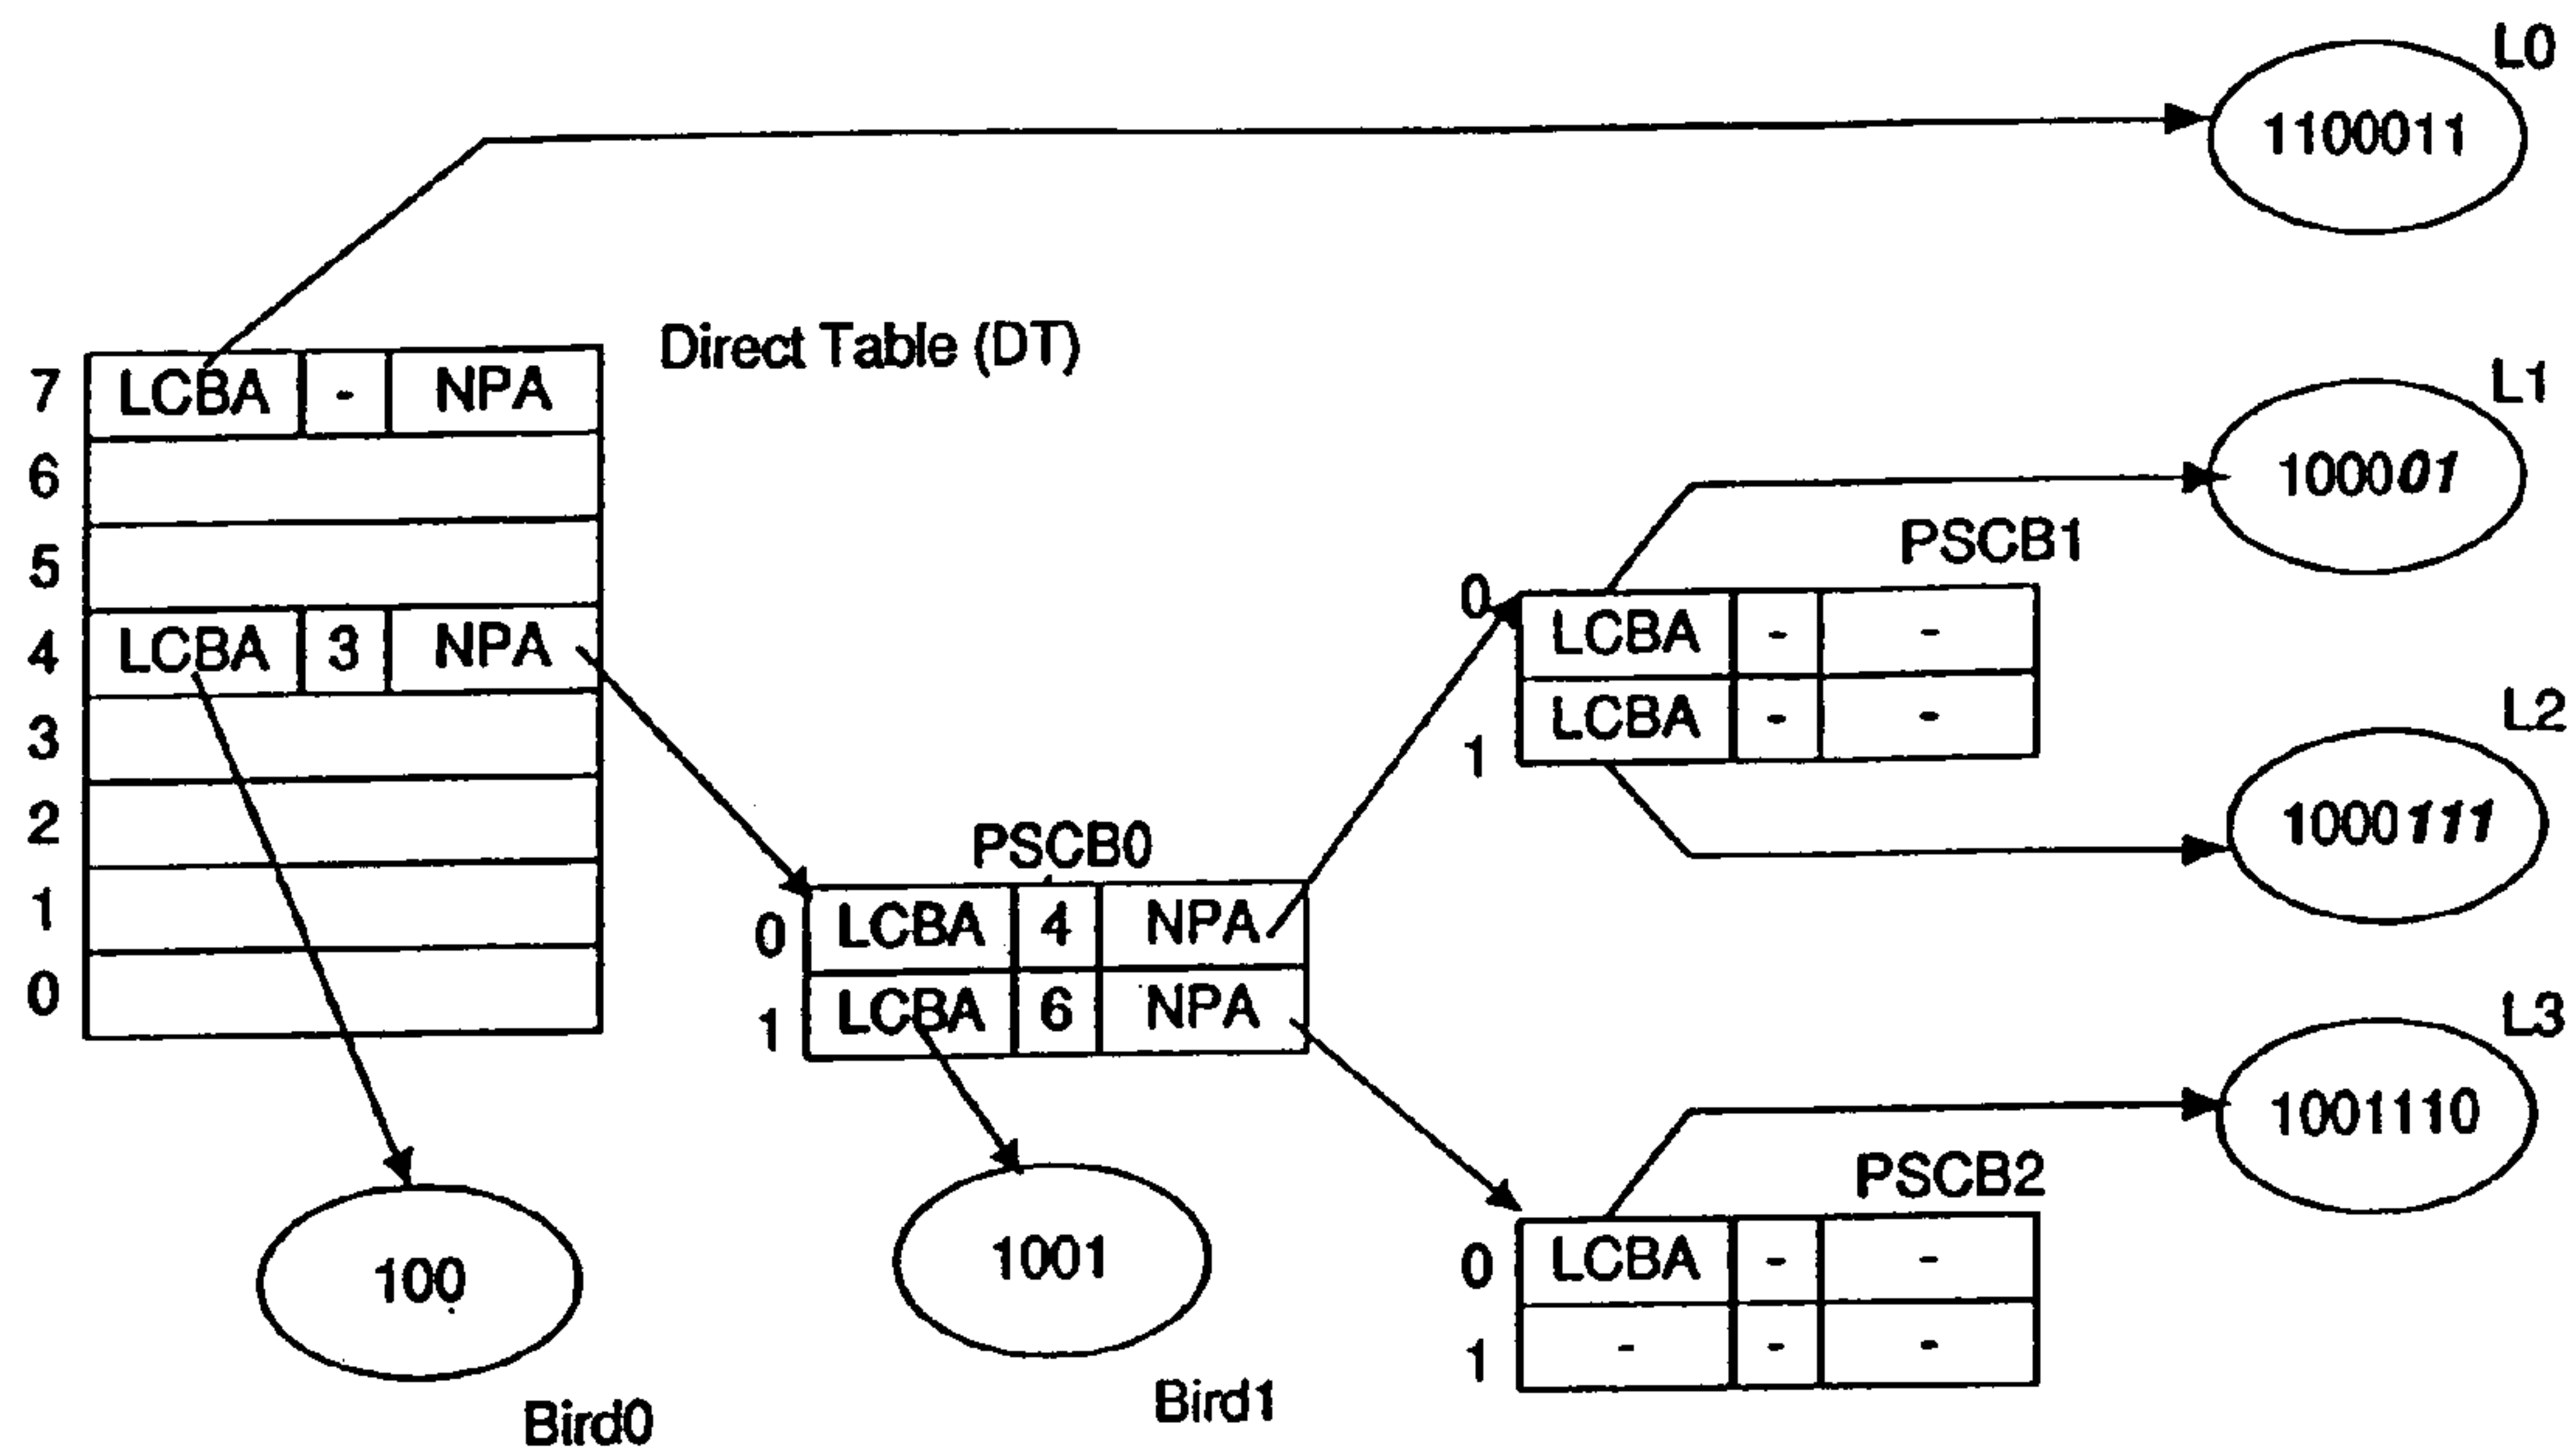 L0
1100011
Direct Table (DT)
7 LCBA - NPA
6
5
4 LCBA 3 NPA
3
2
1
0
L1
100001
PSCB1
0 LCBA - -
1 LCBA - -
L2
1000111
PSCB0
0 LCBA 4 NPA
1 LCBA 6 NPA
L3
1001110
PSCB2
0 LCBA - -
1 - - -
100
Bird0
1001
Bird1